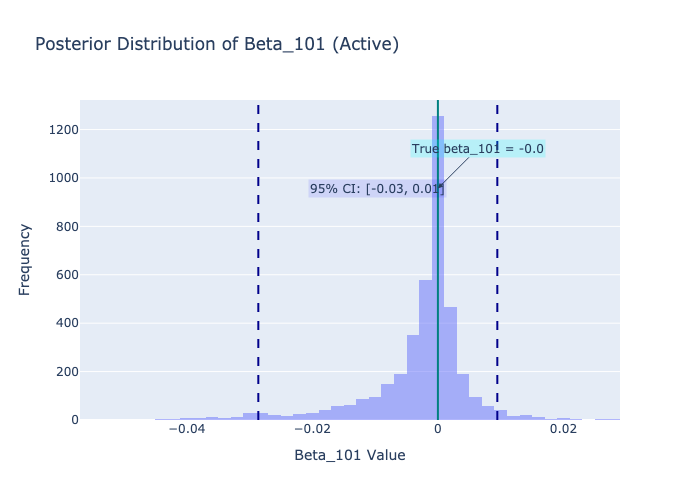 Posterior Distribution of Beta_101 (Active)
1200
1000
800
600
400
200
0
Frequency
True beta_101 = -0.0
95% CI: [-0.03, 0.01]
−0.04
−0.02
0
0.02
Beta_101 Value